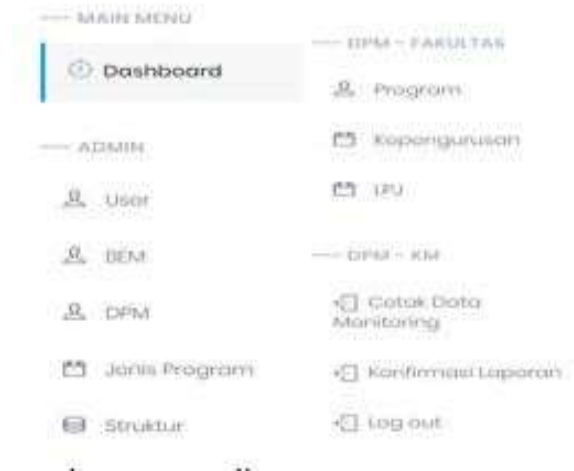 MAIN MENU
Dashboard
ADMIN
User
BEM
DPM
Jenis Program
Struktur
DPM - FAKULTAS
Program
Kepengurusan
LPJ
DPM - KM
Cetak Data
Monitoring
Konfirmasi Laporan
Log out